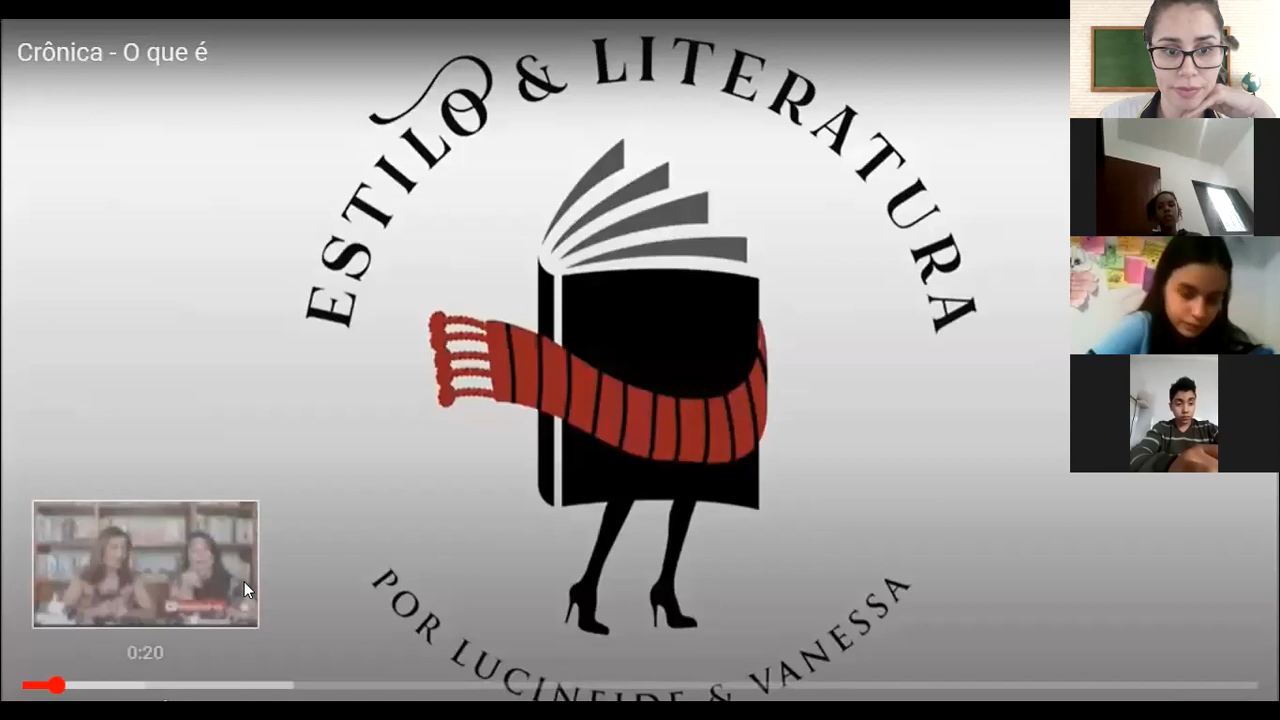 Crônica - O que é
ESTILO & LITERATURA
POR LUCINEIDE & VANESSA
0:20